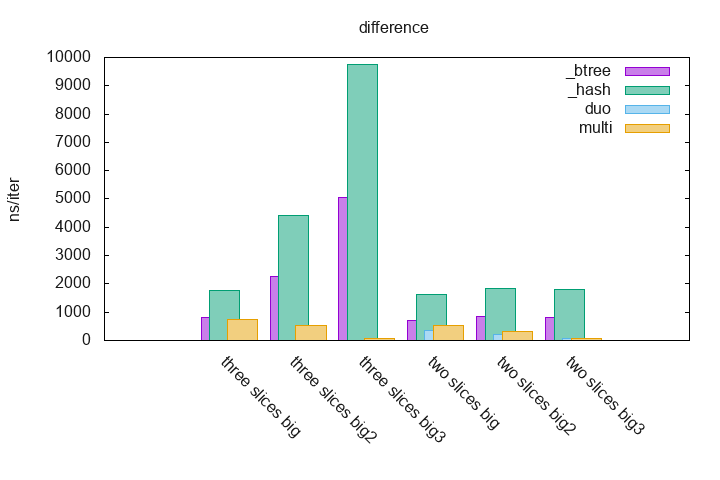 difference
ns/iter
10000
9000
8000
7000
6000
5000
4000
3000
2000
1000
0
_btree
_hash
duo
multi
three slices big
three slices big2
three slices big3
two slices big
two slices big2
two slices big3